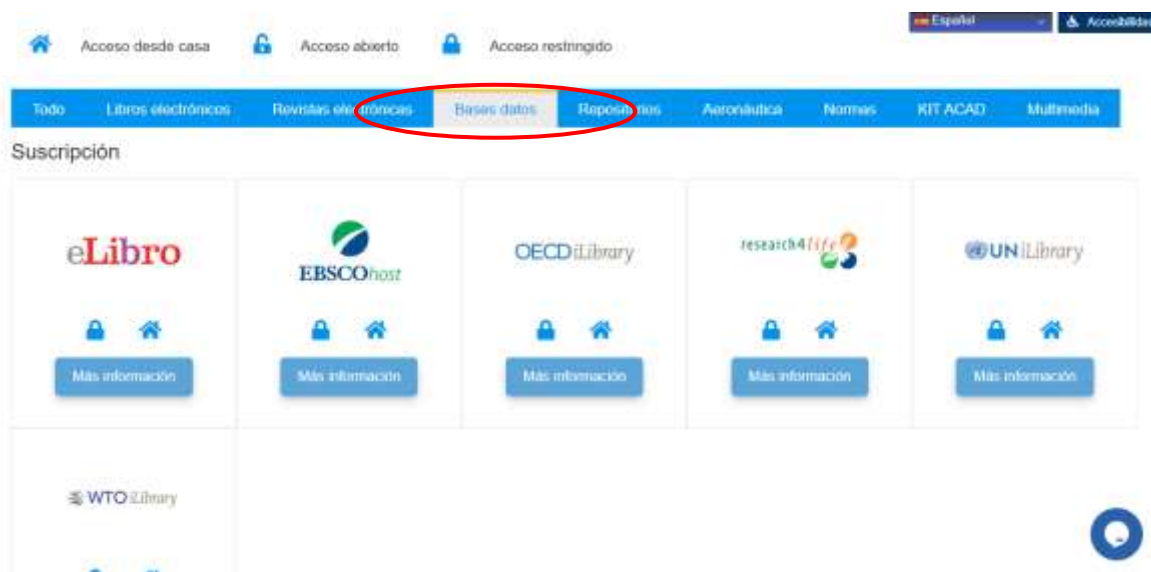 Español Accesibilidad
Acceso desde casa Acceso abierto Acceso restringido
Todo Libros electrónicos Revistas electrónicas Bases datos Repositorios Aeronáutica Normas KIT ACAD Multimedia
Suscripción
eLibro EBSCOhost OECD iLibrary research4life UN iLibrary
Más información Más información Más información Más información Más información
WTO iLibrary